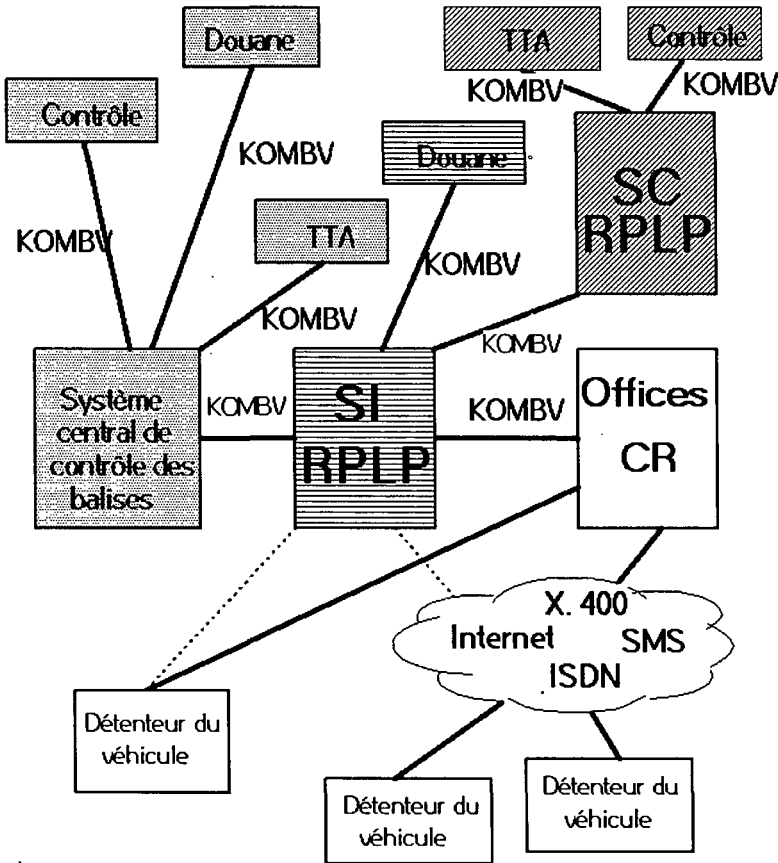 Douane
TTA
Contrôle
KOMBV
KOMBV
Contrôle
KOMBV
Douane
SC
RPLP
KOMBV
TTA
KOMBV
KOMBV
KOMBV
Système
central de
contrôle des
balises
KOMBV
SI
RPLP
KOMBV
Offices
CR
X. 400
Internet
SMS
ISDN
Détenteur du
véhicule
Détenteur du
véhicule
Détenteur du
véhicule